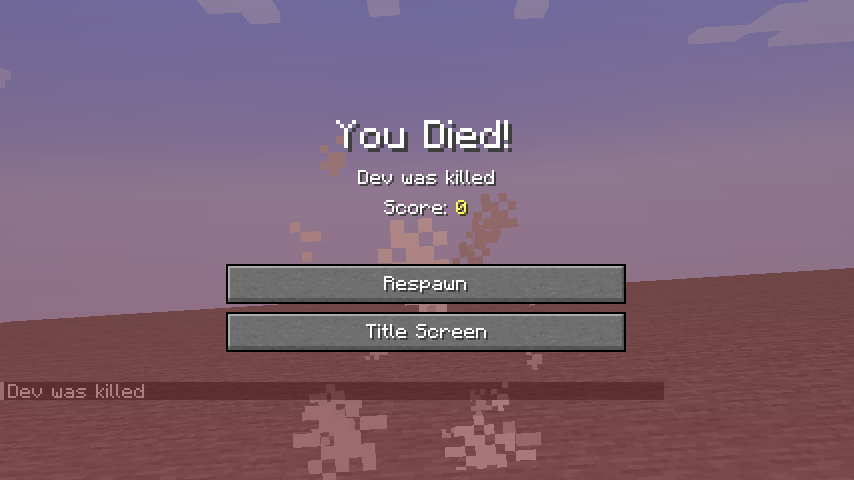 You Died!
Dev was killed
Score: 0
Respawn
Title Screen
Dev was killed